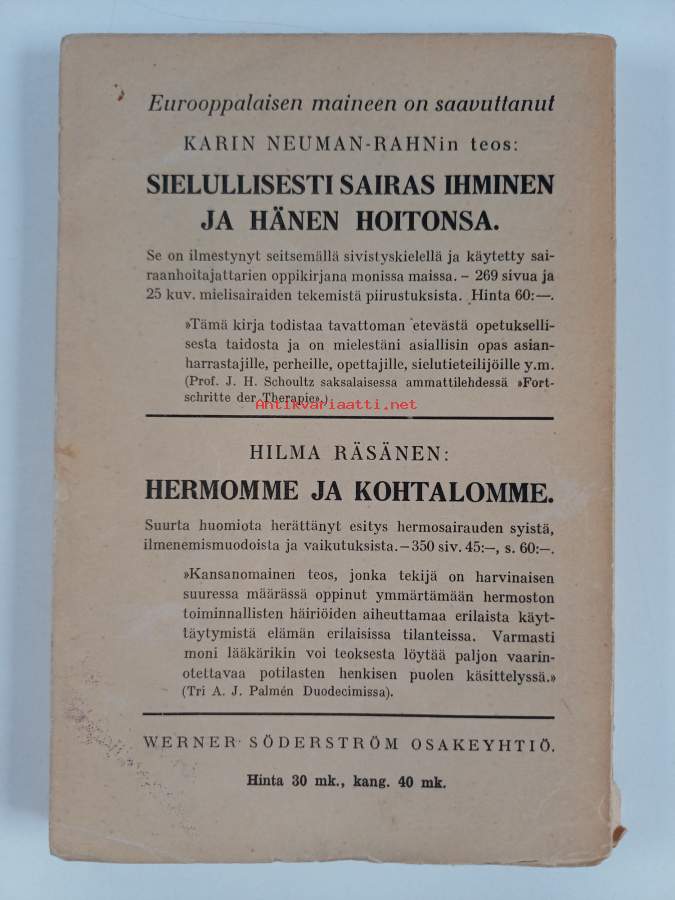 Eurooppalaisen maineen on saavuttanut
KARIN NEUMAN-RAHNin teos:
SIELULLISESTI SAIRAS IHMINEN
JA HÄNEN HOITONSA.
Se on ilmestynyt seitsemällä sivistyskielellä ja käytetty sai-
raanhoitajattarien oppikirjana monissa maissa. – 269 sivua ja
25 kuv. mielisairaiden tekemistä piirustuksista. Hinta 60:—.
»Tämä kirja todistaa tavattoman etevästä opetukselli-
sesta taidosta ja on mielestäni asiallisin opas asian-
harrastajille, perheille, opettajille, sielutieteilijöille y.m.
(Prof. J. H. Schoultz saksalaisessa ammattilehdessä »Fort-
schritte der Therapie».)
Antikvariaatti.net
HILMA RÄSÄNEN:
HERMOMME JA KOHTALOMME.
Suurta huomiota herättänyt esitys hermosairauden syistä,
ilmenemismuodoista ja vaikutuksista. – 350 siv. 45:—, s. 60:—.
»Kansanomainen teos, jonka tekijä on harvinaisen
suuressa määrässä oppinut ymmärtämään hermoston
toiminnallisten häiriöiden aiheuttamaa erilaista käyt-
täytymistä elämän erilaisissa tilanteissa. Varmasti
moni lääkärikin voi teoksesta löytää paljon vaarin-
otettavaa potilasten henkisen puolen käsittelyssä.»
(Tri A. J. Palmén Duodecimissa).
WERNER SÖDERSTRÖM OSAKEYHTIÖ.
Hinta 30 mk., kang. 40 mk.